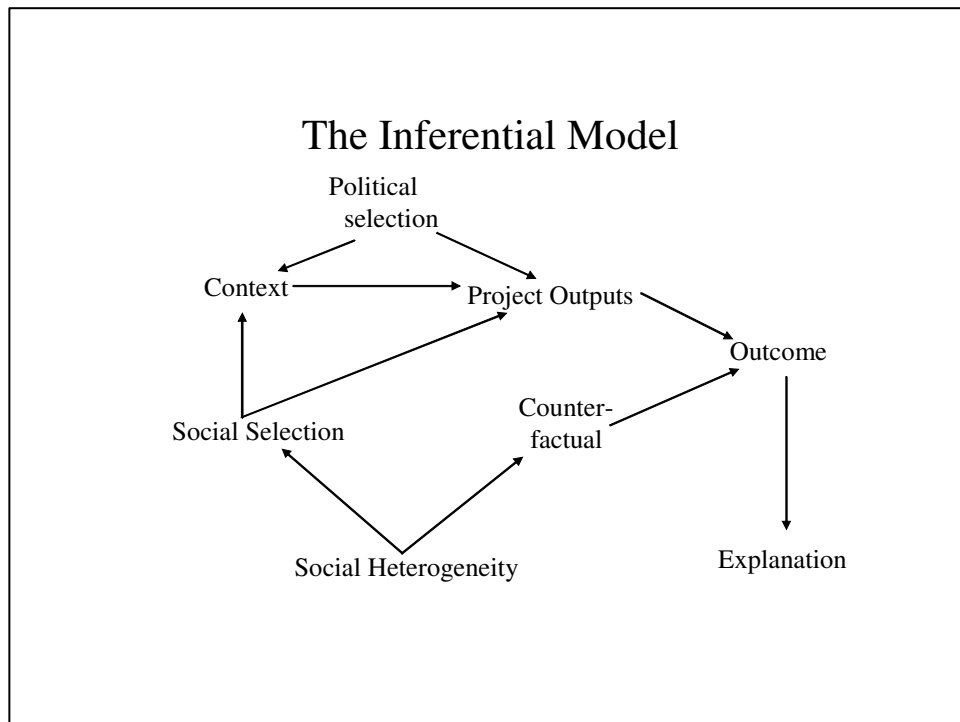 The Inferential Model
Political
selection
Context
Project Outputs
Outcome
Counter-
factual
Social Selection
Social Heterogeneity
Explanation